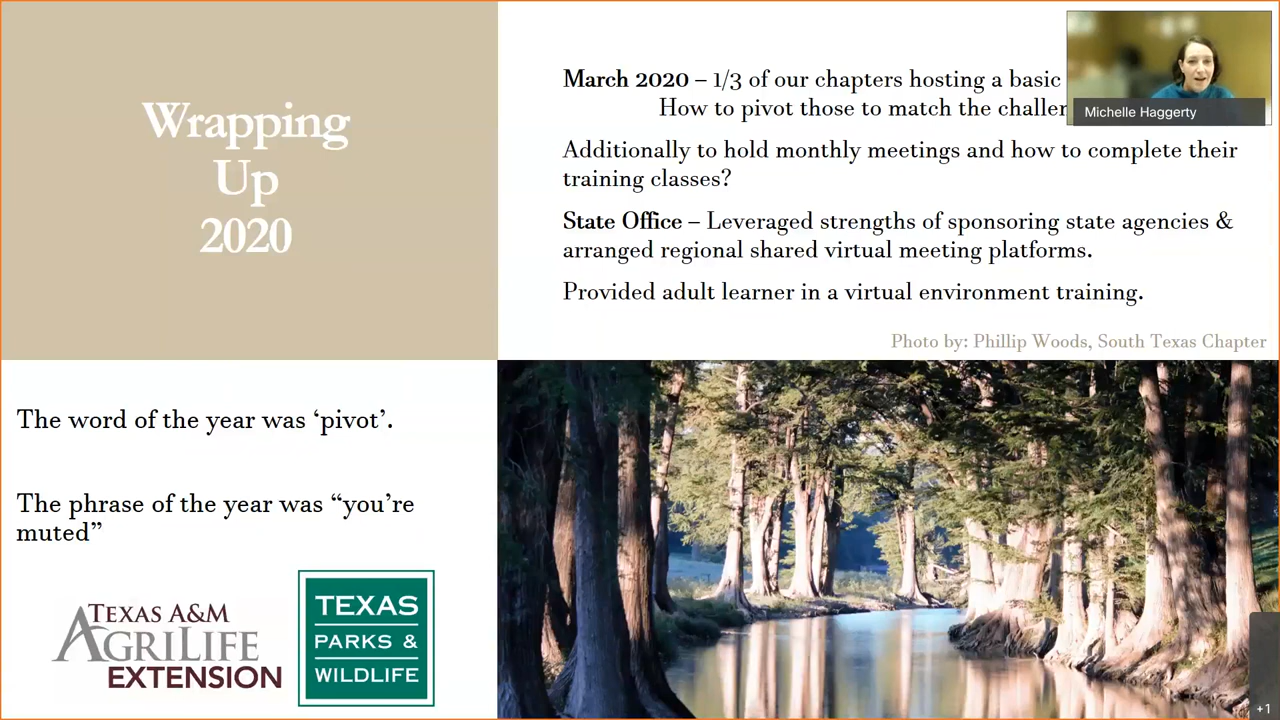 Wrapping
Up
2020
March 2020 – 1/3 of our chapters hosting a basic
How to pivot those to match the challen
Michelle Haggerty
Additionally to hold monthly meetings and how to complete their
training classes?
State Office – Leveraged strengths of sponsoring state agencies &
arranged regional shared virtual meeting platforms.
Provided adult learner in a virtual environment training.
Photo by: Phillip Woods, South Texas Chapter
The word of the year was ‘pivot’.
The phrase of the year was “you’re
muted”
TEXAS A&M
AGRILIFE
EXTENSION
TEXAS
PARKS &
WILDLIFE
+1